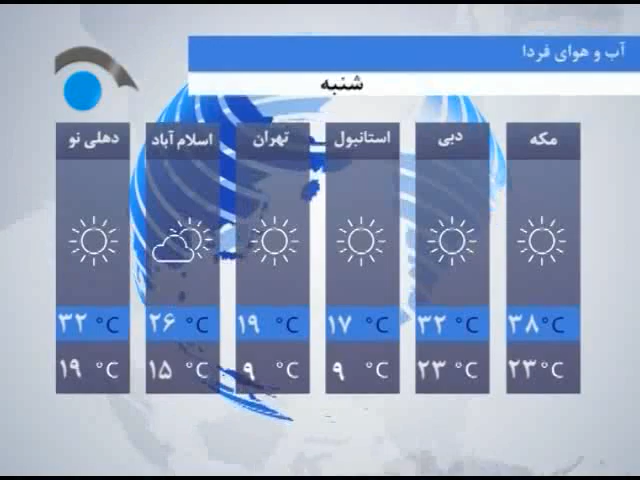 آب و هوای فردا
شنبه
مکه دبی استانبول تهران اسلام آباد دهلی نو
۳۸ °C ۳۲ °C ۱۷ °C ۱۹ °C ۲۶ °C ۳۲ °C
۲۳ °C ۲۳ °C ۹ °C ۹ °C ۱۵ °C ۱۹ °C